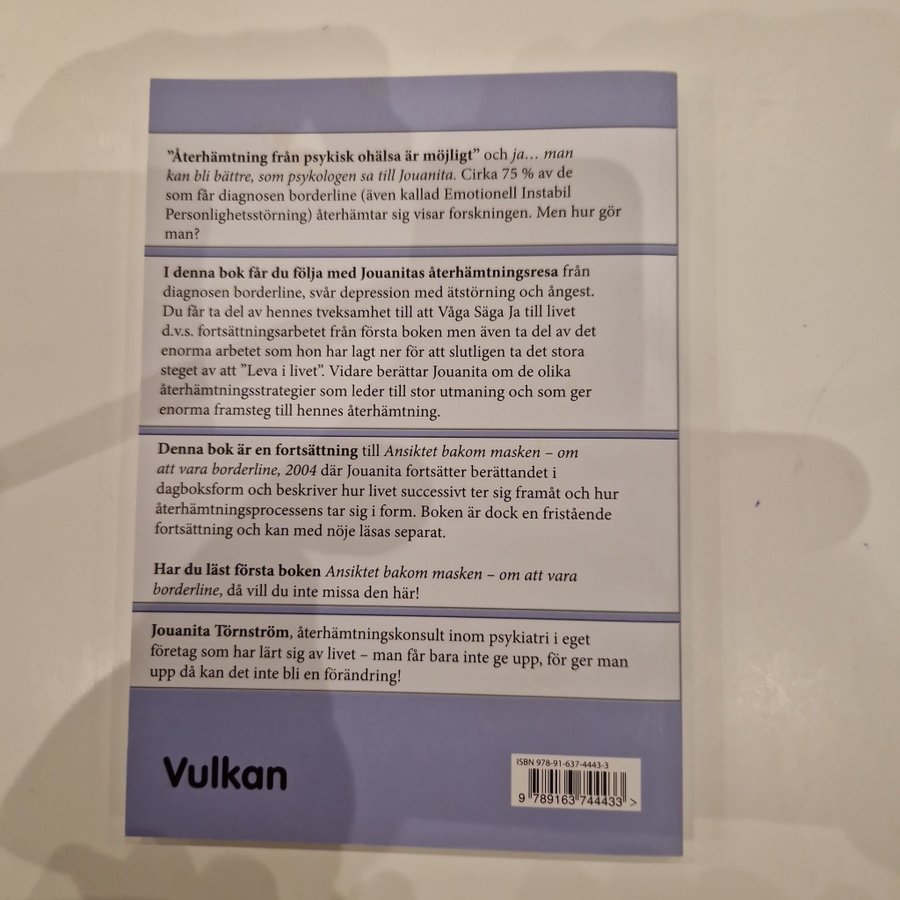 ”Återhämtning från psykisk ohälsa är möjligt” och ja… man
kan bli bättre, som psykologen sa till Jouanita. Cirka 75 % av de
som får diagnosen borderline (även kallad Emotionell Instabil
Personlighetsstörning) återhämtar sig visar forskningen. Men hur gör
man?
I denna bok får du följa med Jouanitas återhämtningsresa från
diagnosen borderline, svår depression med ätstörning och ångest.
Du får ta del av hennes tveksamhet till att Våga Säga Ja till livet
d.v.s. fortsättningsarbetet från första boken men även ta del av det
enorma arbetet som hon har lagt ner för att slutligen ta det stora
steget av att ”Leva i livet”. Vidare berättar Jouanita om de olika
återhämtningsstrategier som leder till stor utmaning och som ger
enorma framsteg till hennes återhämtning.
Denna bok är en fortsättning till Ansiktet bakom masken – om
att vara borderline, 2004 där Jouanita fortsätter berättandet i
dagboksform och beskriver hur livet successivt ter sig framåt och hur
återhämtningsprocessens tar sig i form. Boken är dock en fristående
fortsättning och kan med nöje läsas separat.
Har du läst första boken Ansiktet bakom masken – om att vara
borderline, då vill du inte missa den här!
Jouanita Törnström, återhämtningskonsult inom psykiatri i eget
företag som har lärt sig av livet – man får bara inte ge upp, för ger man
upp då kan det inte bli en förändring!
Vulkan
ISBN 978-91-637-4443-3
9 789163 744433 >